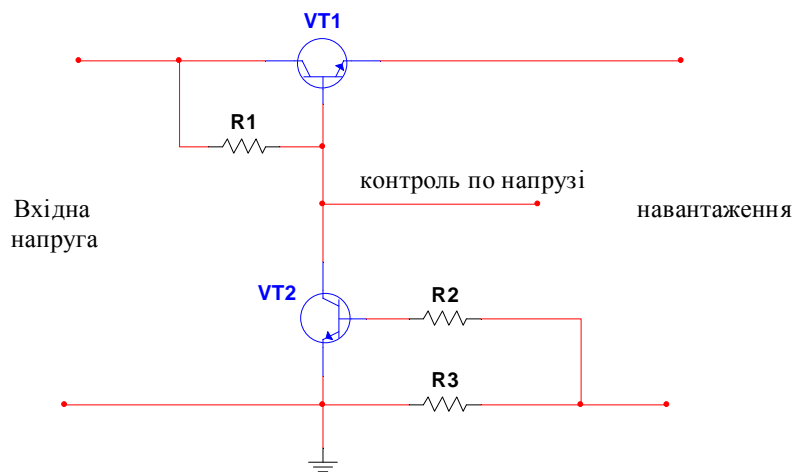 VT1
R1
контроль по напрузі
Вхідна
напруга
навантаження
VT2
R2
R3